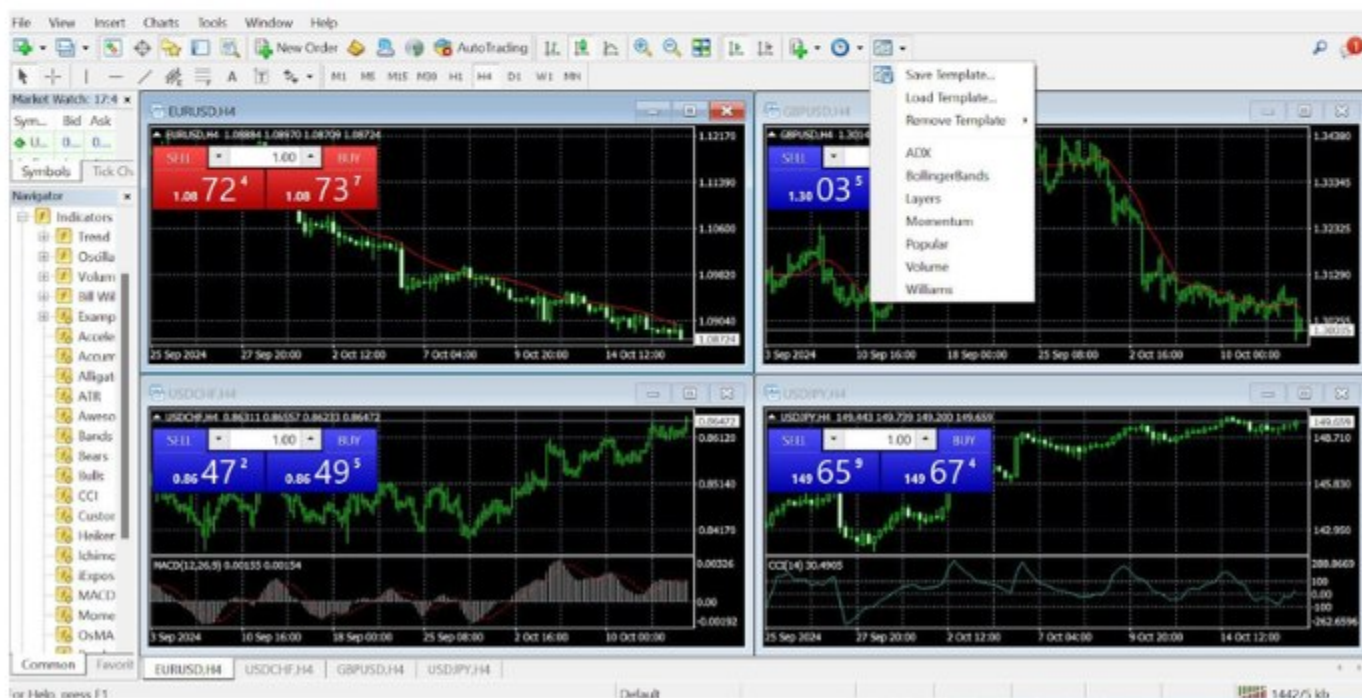 File View Insert Charts Tools Window Help
New Order AutoTrading
A T M1 M5 M15 M30 H1 H4 D1 W1 MN
Save Template...
Load Template...
Remove Template
ADX
BollingerBands
Layers
Momentum
Popular
Volume
Williams
Market Watch: 17:4
Sym... Bid Ask
U... 0... 0...
Symbols Tick Ch
Navigator
Indicators
Trend
Oscilla
Volum
Bill Wil
Examp
Accele
Accum
Alligat
ATR
Aweso
Bands
Bears
Bulls
CCI
Custor
Heiken
Ichimo
iExpos
MACD
Mome
OsMA
Common Favorit
EURUSD,H4
EURUSD,H4 1.08884 1.08970 1.08709 1.08724
SELL 1.00 BUY
1.08 72 4 1.08 73 7
1.12170
1.11390
1.10600
1.09820
1.09040
1.08724
25 Sep 2024 27 Sep 20:00 2 Oct 12:00 7 Oct 04:00 9 Oct 20:00 14 Oct 12:00
GBPUSD,H4
GBPUSD,H4 1.3014
SELL
1.30 03 5
1.34380
1.33345
1.32325
1.31290
1.30255
1.30035
3 Sep 2024 10 Sep 16:00 18 Sep 00:00 25 Sep 08:00 2 Oct 16:00 10 Oct 00:00
USDCHF,H4
USDCHF,H4 0.86311 0.86557 0.86233 0.86472
SELL 1.00 BUY
0.86 47 2 0.86 49 5
0.86472
0.86120
0.85140
0.84170
MACD(12,26,9) 0.00155 0.00154
0.00326
0.00
-0.00192
3 Sep 2024 10 Sep 16:00 18 Sep 00:00 25 Sep 08:00 2 Oct 16:00 10 Oct 00:00
USDJPY,H4
USDJPY,H4 149.443 149.739 149.200 149.659
SELL 1.00 BUY
149 65 9 149 67 4
149.659
148.710
145.830
142.950
CCI(14) 30.4905
288.8669
100
0.00
-100
-262.6596
25 Sep 2024 27 Sep 20:00 2 Oct 12:00 7 Oct 04:00 9 Oct 20:00 14 Oct 12:00
EURUSD,H4 USDCHF,H4 GBPUSD,H4 USDJPY,H4
or Help, press F1 Default 1442/5 kb